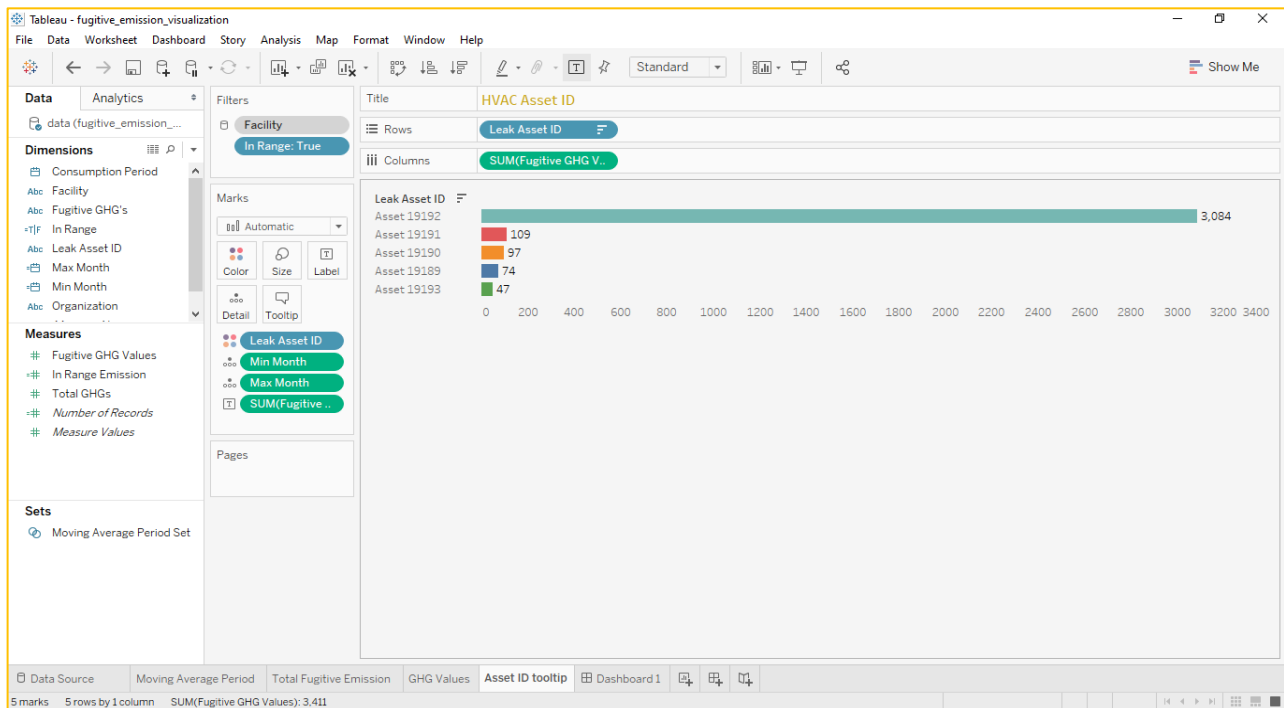 Tableau - fugitive_emission_visualization
File Data Worksheet Dashboard Story Analysis Map Format Window Help
Standard
Show Me
Data Analytics
data (fugitive_emission_...
Dimensions
Consumption Period
Abc Facility
Abc Fugitive GHG's
=T|F In Range
Abc Leak Asset ID
Max Month
Min Month
Abc Organization
Measures
# Fugitive GHG Values
=# In Range Emission
# Total GHGs
=# Number of Records
# Measure Values
Sets
Moving Average Period Set
Filters
Facility
In Range: True
Marks
Automatic
Color Size Label
Detail Tooltip
Leak Asset ID
Min Month
Max Month
SUM(Fugitive ..
Pages
Title HVAC Asset ID
Rows Leak Asset ID
Columns SUM(Fugitive GHG V..
Leak Asset ID
Asset 19192 3,084
Asset 19191 109
Asset 19190 97
Asset 19189 74
Asset 19193 47
0 200 400 600 800 1000 1200 1400 1600 1800 2000 2200 2400 2600 2800 3000 3200 3400
Data Source Moving Average Period Total Fugitive Emission GHG Values Asset ID tooltip Dashboard 1
5 marks 5 rows by 1 column SUM(Fugitive GHG Values): 3,411